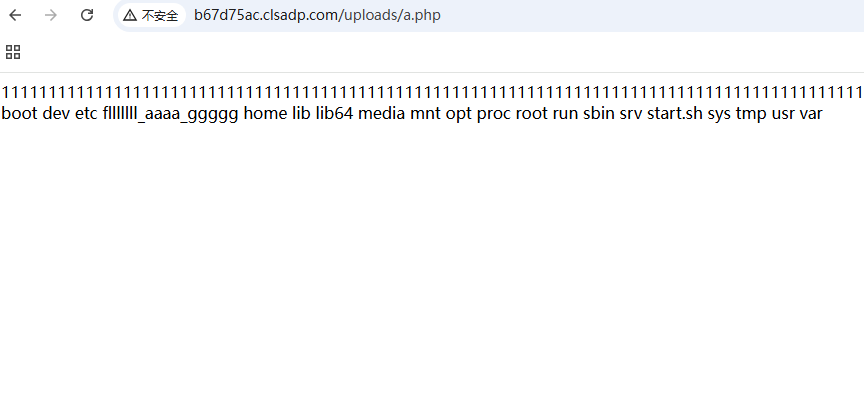 不安全 b67d75ac.clsadp.com/uploads/a.php
11111111111111111111111111111111111111111111111111111111111111111111111111111111111111111111
boot dev etc fllllllll_aaaa_ggggg home lib lib64 media mnt opt proc root run sbin srv start.sh sys tmp usr var